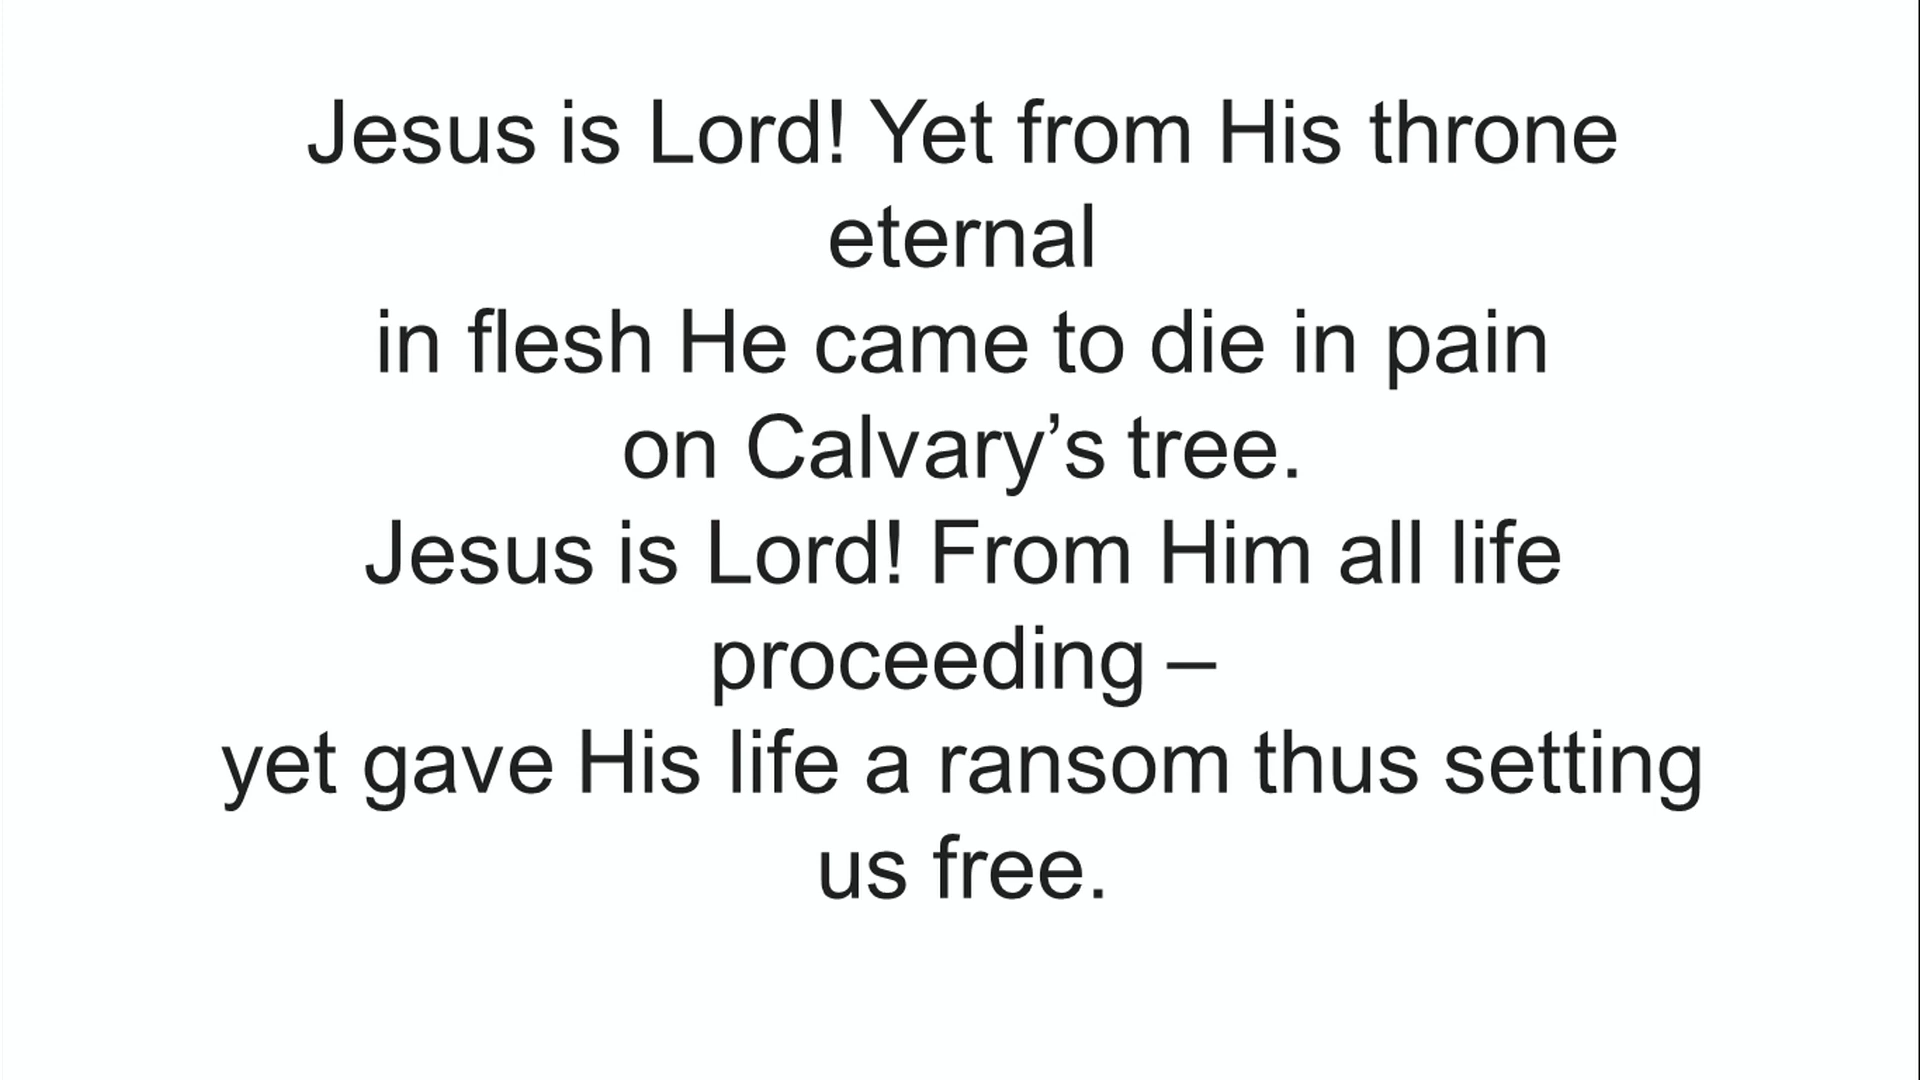 Jesus is Lord! Yet from His throne
eternal
in flesh He came to die in pain
on Calvary’s tree.
Jesus is Lord! From Him all life
proceeding –
yet gave His life a ransom thus setting
us free.